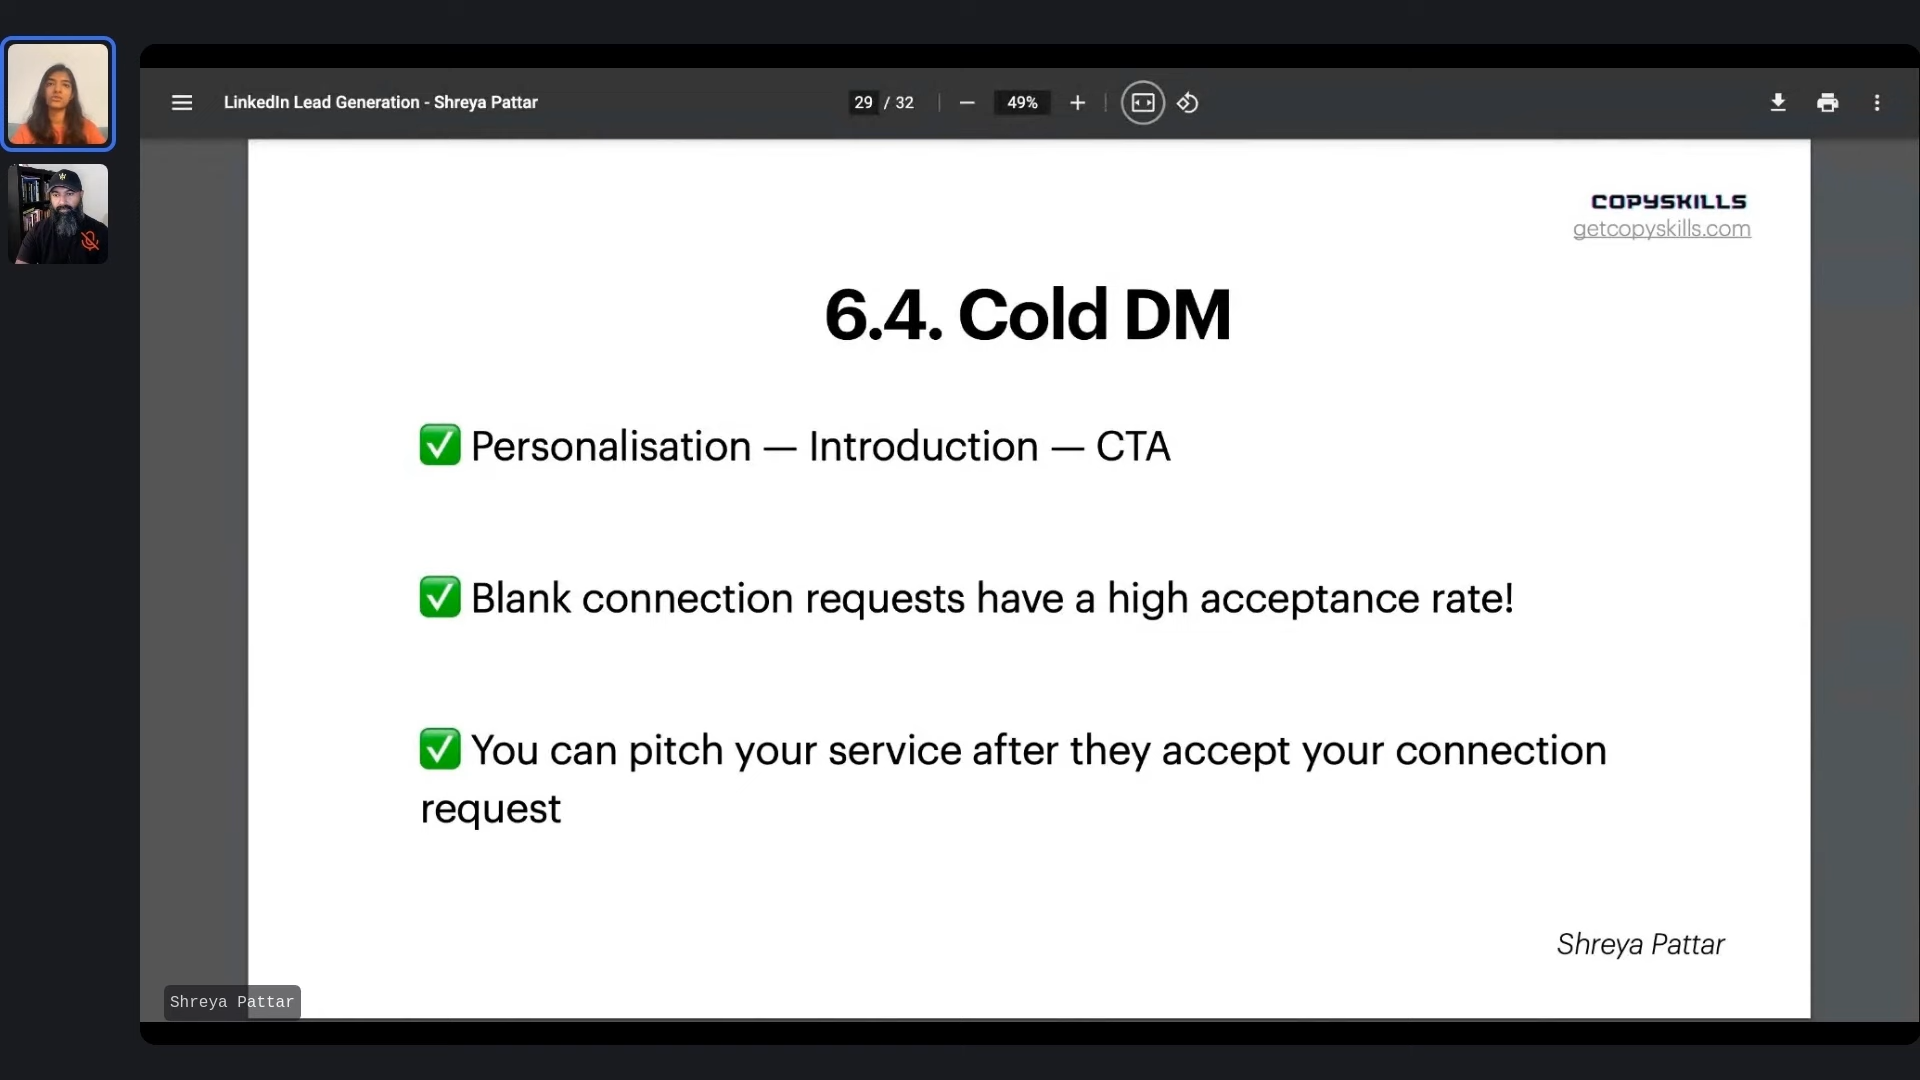 LinkedIn Lead Generation - Shreya Pattar
29 / 32
49%
COPYSKILLS
getcopyskills.com
6.4. Cold DM
✅ Personalisation — Introduction — CTA
✅ Blank connection requests have a high acceptance rate!
✅ You can pitch your service after they accept your connection
request
Shreya Pattar
Shreya Pattar